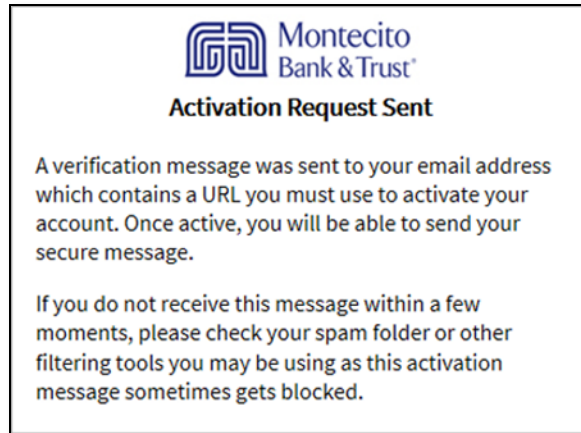 Montecito
Bank & Trust®
Activation Request Sent
A verification message was sent to your email address
which contains a URL you must use to activate your
account. Once active, you will be able to send your
secure message.
If you do not receive this message within a few
moments, please check your spam folder or other
filtering tools you may be using as this activation
message sometimes gets blocked.